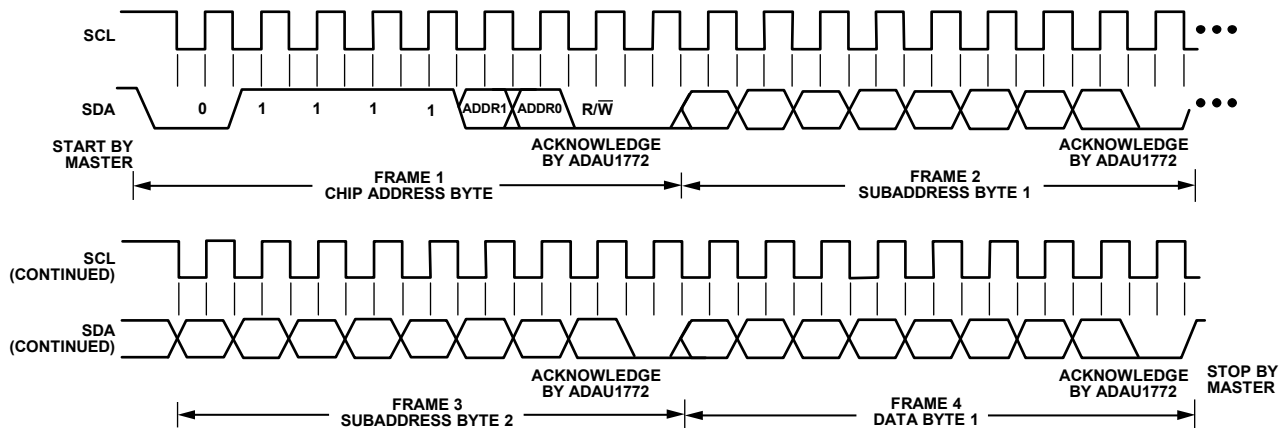 SCL
SDA
0 1 1 1 1 ADDR1 ADDR0 R/W̅
START BY
MASTER
ACKNOWLEDGE
BY ADAU1772
ACKNOWLEDGE
BY ADAU1772
FRAME 1
CHIP ADDRESS BYTE
FRAME 2
SUBADDRESS BYTE 1
SCL
(CONTINUED)
SDA
(CONTINUED)
ACKNOWLEDGE
BY ADAU1772
ACKNOWLEDGE
BY ADAU1772
STOP BY
MASTER
FRAME 3
SUBADDRESS BYTE 2
FRAME 4
DATA BYTE 1